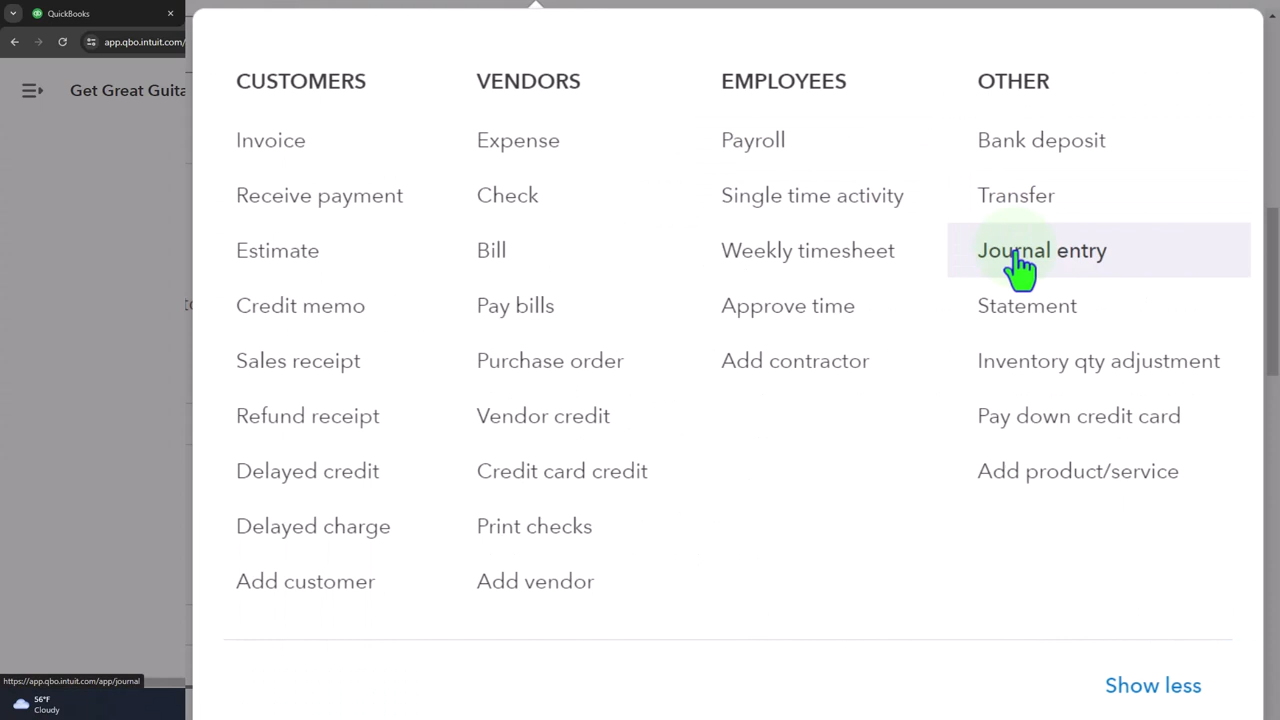 QuickBooks
app.qbo.intuit.com/
Get Great Guita
CUSTOMERS
Invoice
Receive payment
Estimate
Credit memo
Sales receipt
Refund receipt
Delayed credit
Delayed charge
Add customer
VENDORS
Expense
Check
Bill
Pay bills
Purchase order
Vendor credit
Credit card credit
Print checks
Add vendor
EMPLOYEES
Payroll
Single time activity
Weekly timesheet
Approve time
Add contractor
OTHER
Bank deposit
Transfer
Journal entry
Statement
Inventory qty adjustment
Pay down credit card
Add product/service
Show less
https://app.qbo.intuit.com/app/journal
56°F
Cloudy